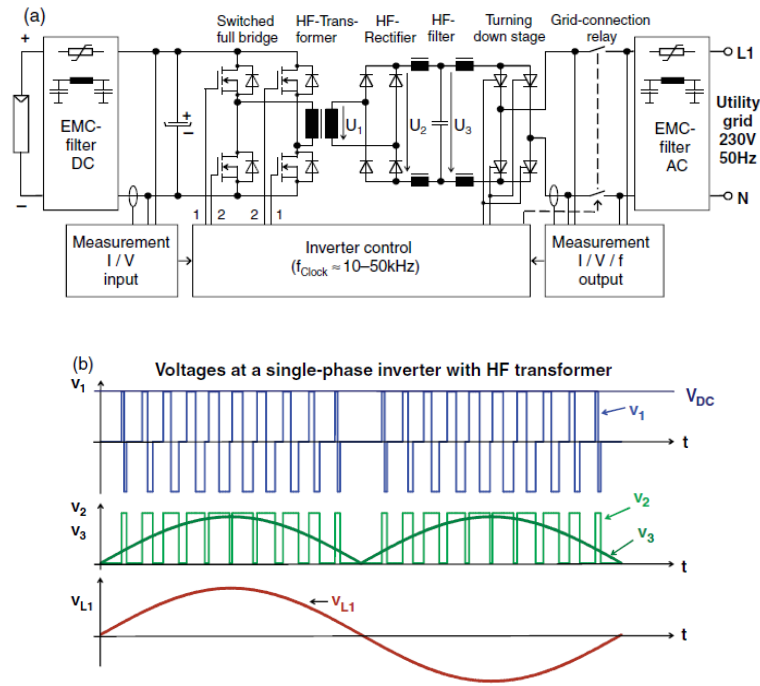 (a)
Switched full bridge
HF-Trans-former
HF-Rectifier
HF-filter
Turning down stage
Grid-connection relay
+
−
EMC-
filter
DC
+
−
U1
U2
U3
EMC-
filter
AC
L1
Utility
grid
230V
50Hz
N
1 2 2 1
Measurement
I / V
input
Inverter control
(fClock ≈ 10–50kHz)
Measurement
I / V / f
output
(b)
Voltages at a single-phase inverter with HF transformer
V1
VDC
V1
t
V2
V3
V2
V3
t
VL1
VL1
t